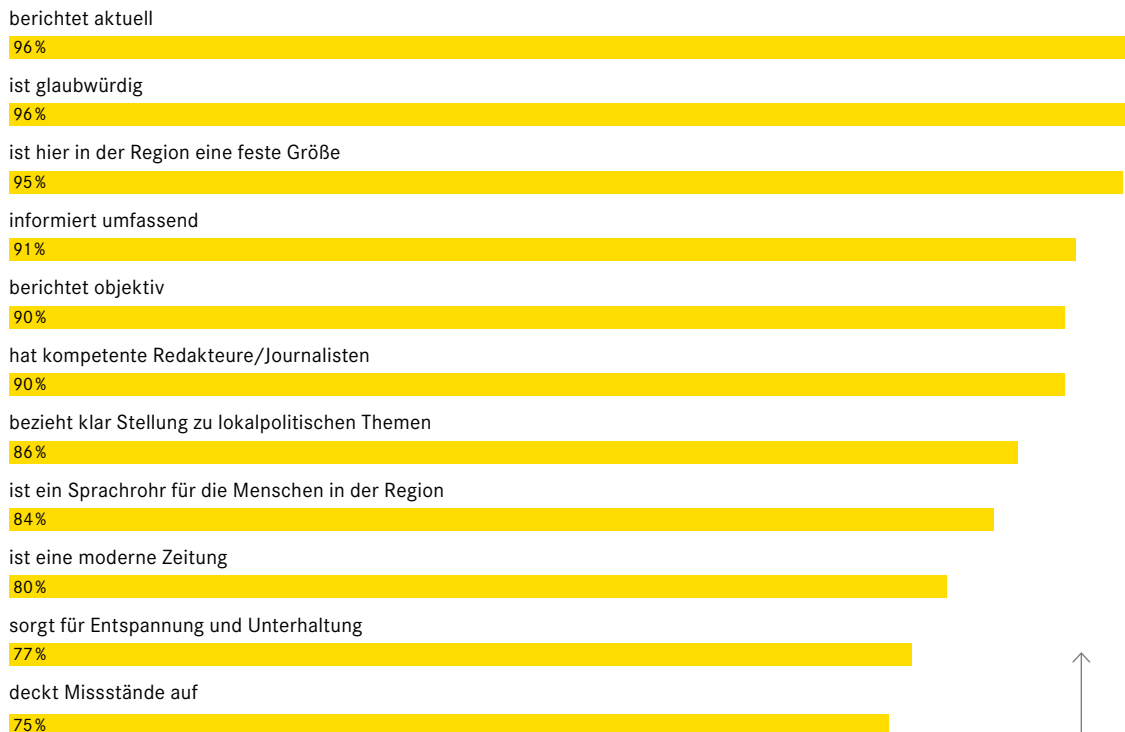 berichtet aktuell
96 %
ist glaubwürdig
96 %
ist hier in der Region eine feste Größe
95 %
informiert umfassend
91 %
berichtet objektiv
90 %
hat kompetente Redakteure/Journalisten
90 %
bezieht klar Stellung zu lokalpolitischen Themen
86 %
ist ein Sprachrohr für die Menschen in der Region
84 %
ist eine moderne Zeitung
80 %
sorgt für Entspannung und Unterhaltung
77 %
deckt Missstände auf
75 %